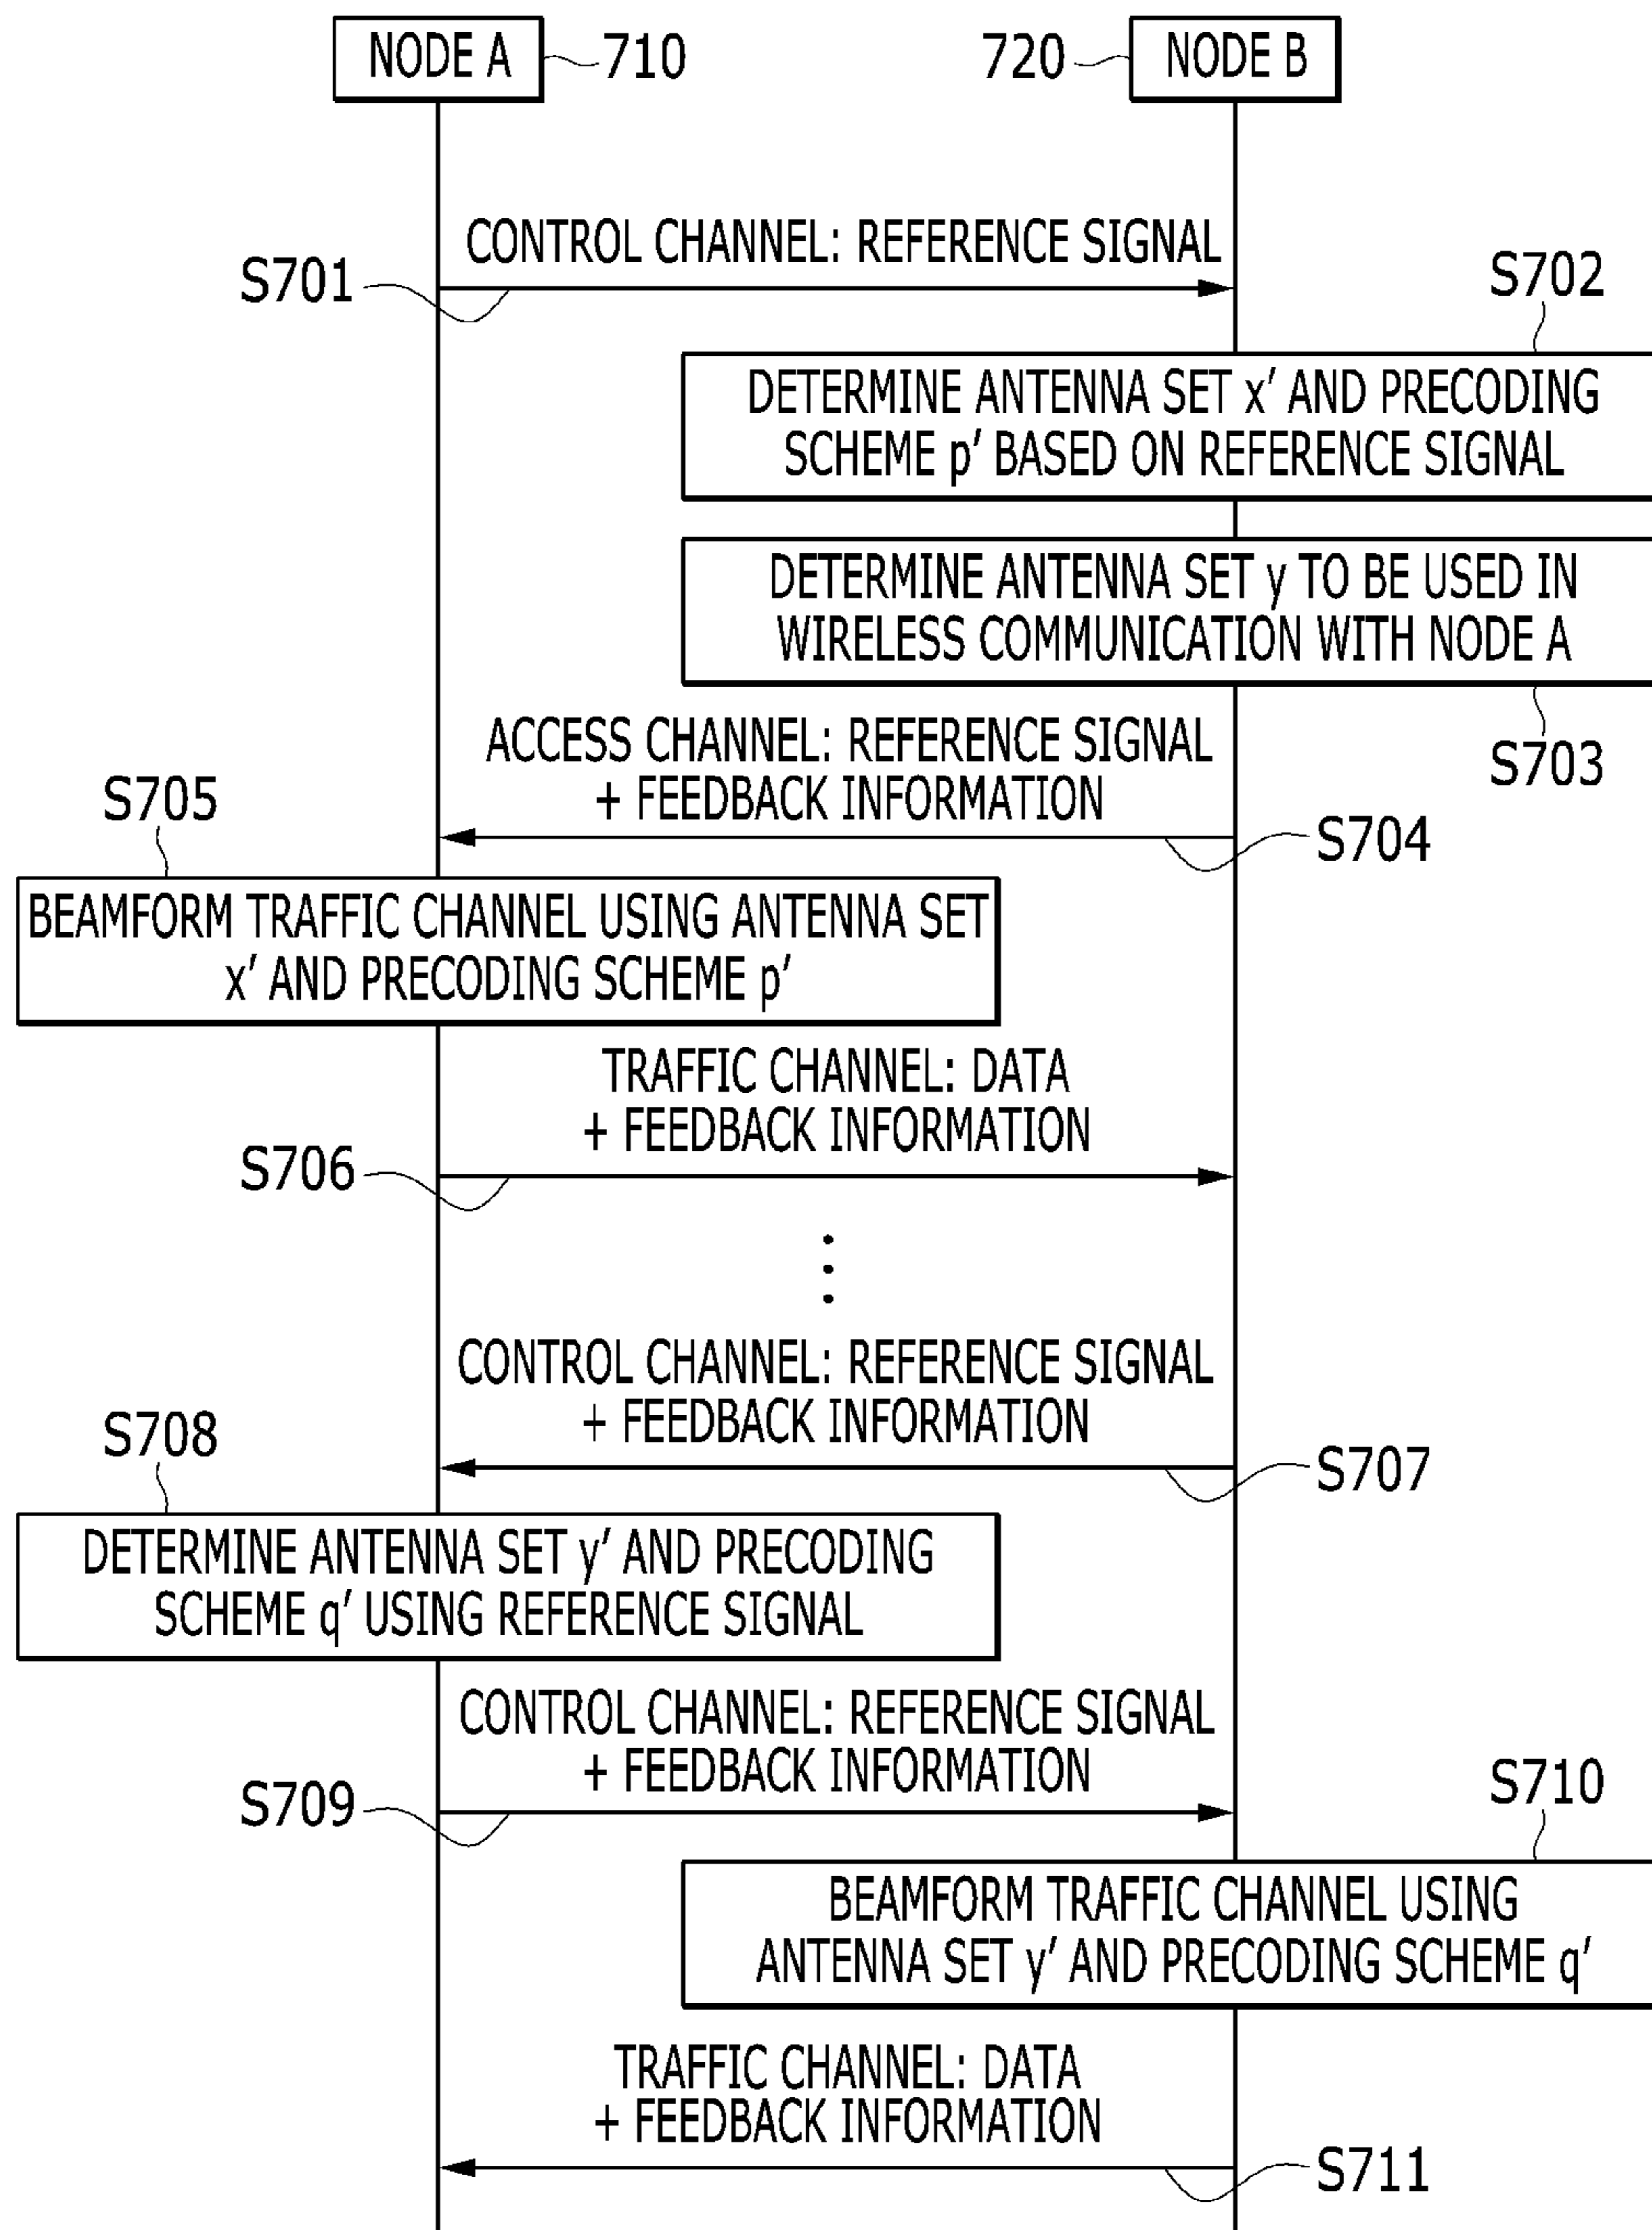 NODE A
710
720
NODE B
CONTROL CHANNEL: REFERENCE SIGNAL
S701
S702
DETERMINE ANTENNA SET x' AND PRECODING
SCHEME p' BASED ON REFERENCE SIGNAL
DETERMINE ANTENNA SET y TO BE USED IN
WIRELESS COMMUNICATION WITH NODE A
S703
ACCESS CHANNEL: REFERENCE SIGNAL
+ FEEDBACK INFORMATION
S704
S705
BEAMFORM TRAFFIC CHANNEL USING ANTENNA SET
x' AND PRECODING SCHEME p'
TRAFFIC CHANNEL: DATA
+ FEEDBACK INFORMATION
S706
CONTROL CHANNEL: REFERENCE SIGNAL
+ FEEDBACK INFORMATION
S707
S708
DETERMINE ANTENNA SET y' AND PRECODING
SCHEME q' USING REFERENCE SIGNAL
CONTROL CHANNEL: REFERENCE SIGNAL
+ FEEDBACK INFORMATION
S709
S710
BEAMFORM TRAFFIC CHANNEL USING
ANTENNA SET y' AND PRECODING SCHEME q'
TRAFFIC CHANNEL: DATA
+ FEEDBACK INFORMATION
S711